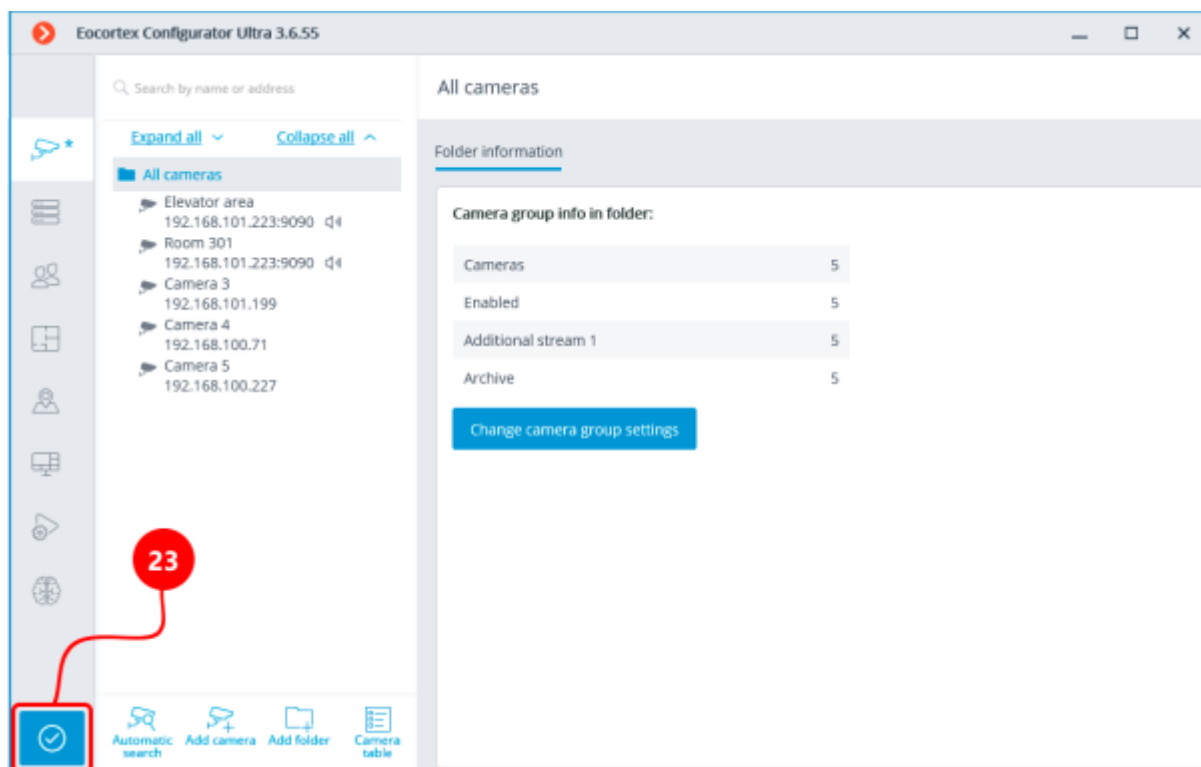 Eocortex Configurator Ultra 3.6.55
Search by name or address
All cameras
Expand all
Collapse all
Folder information
All cameras
Elevator area
192.168.101.223:9090
Room 301
192.168.101.223:9090
Camera 3
192.168.101.199
Camera 4
192.168.100.71
Camera 5
192.168.100.227
Camera group info in folder:
Cameras 5
Enabled 5
Additional stream 1 5
Archive 5
Change camera group settings
23
Automatic search
Add camera
Add folder
Camera table